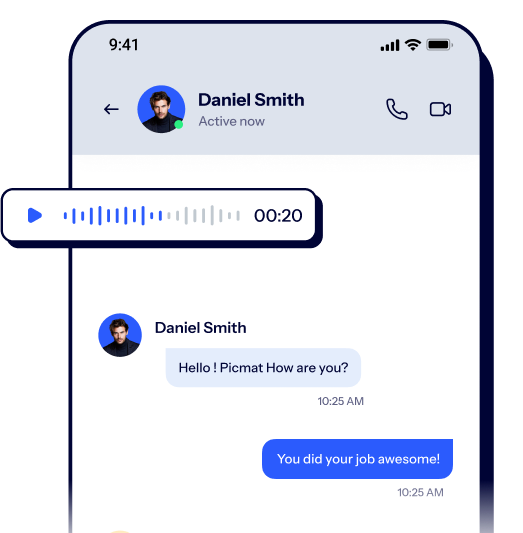 9:41
Daniel Smith
Active now
00:20
Daniel Smith
Hello ! Picmat How are you?
10:25 AM
You did your job awesome!
10:25 AM